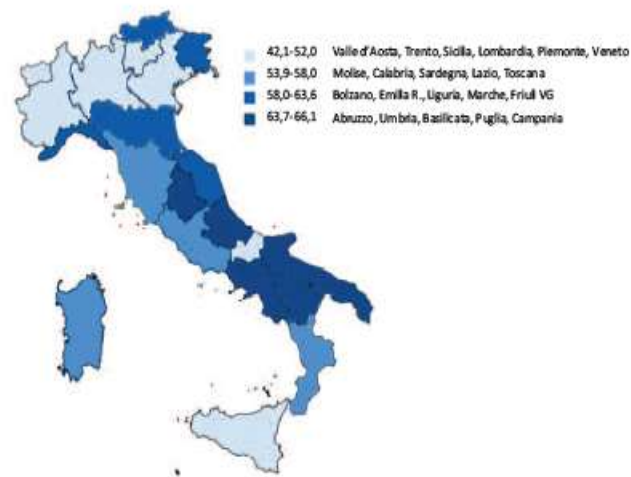 42,1-52,0 Valle d'Aosta, Trento, Sicilia, Lombardia, Piemonte, Veneto
53,9-58,0 Molise, Calabria, Sardegna, Lazio, Toscana
58,0-63,6 Bolzano, Emilia R., Liguria, Marche, Friuli VG
63,7-66,1 Abruzzo, Umbria, Basilicata, Puglia, Campania